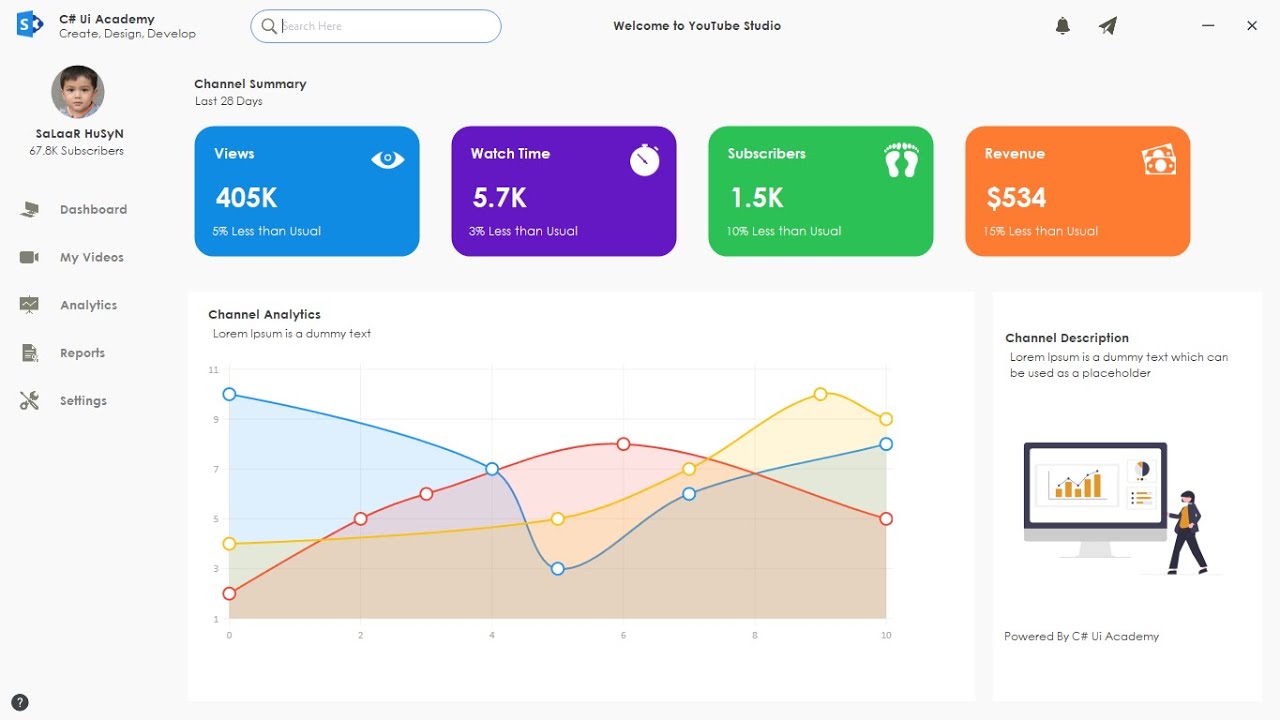 C# Ui Academy
Create, Design, Develop
Search Here
Welcome to YouTube Studio
SaLaaR HuSyN
67.8K Subscribers
Dashboard
My Videos
Analytics
Reports
Settings
Channel Summary
Last 28 Days
Views
405K
5% Less than Usual
Watch Time
5.7K
3% Less than Usual
Subscribers
1.5K
10% Less than Usual
Revenue
$534
15% Less than Usual
Channel Analytics
Lorem Ipsum is a dummy text
11
9
7
5
3
1
0 2 4 6 8 10
Channel Description
Lorem Ipsum is a dummy text which can
be used as a placeholder
Powered By C# Ui Academy
?